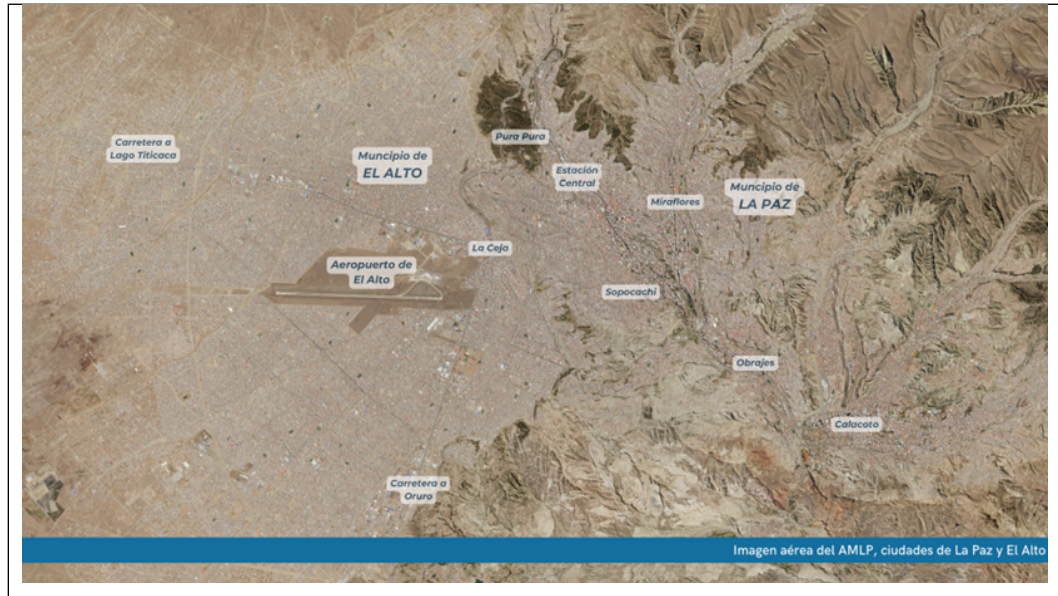 Pura Pura
Carretera a
Lago Titicaca
Muncipio de
EL ALTO
Estación
Central
Miraflores
Muncipio de
LA PAZ
La Ceja
Aeropuerto de
El Alto
Sopocachi
Obrajes
Calacoto
Carretera a
Oruro
Imagen aérea del AMLP, ciudades de La Paz y El Alto